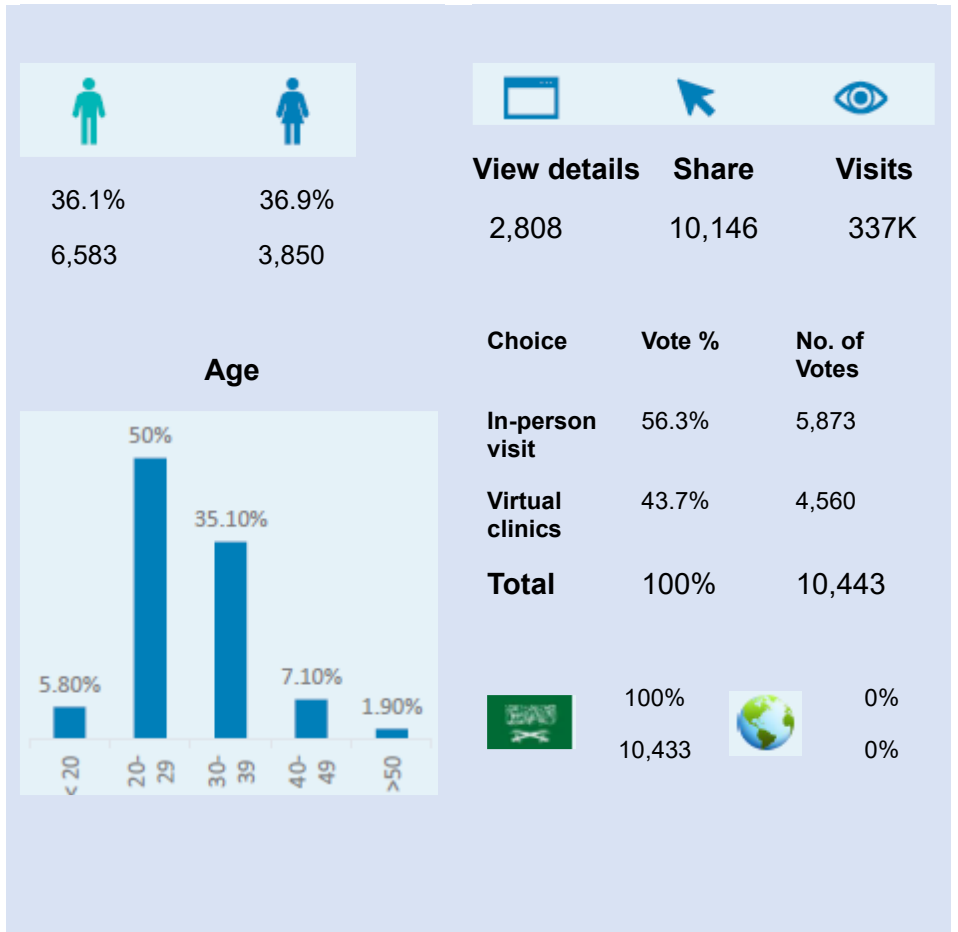 36.1% 36.9%
6,583 3,850
Age
50%
35.10%
5.80%
7.10%
1.90%
< 20
20-
29
30-
39
40-
49
>50
View details Share Visits
2,808 10,146 337K
Choice Vote % No. of
Votes
In-person 56.3% 5,873
visit
Virtual 43.7% 4,560
clinics
Total 100% 10,443
100% 0%
10,433 0%